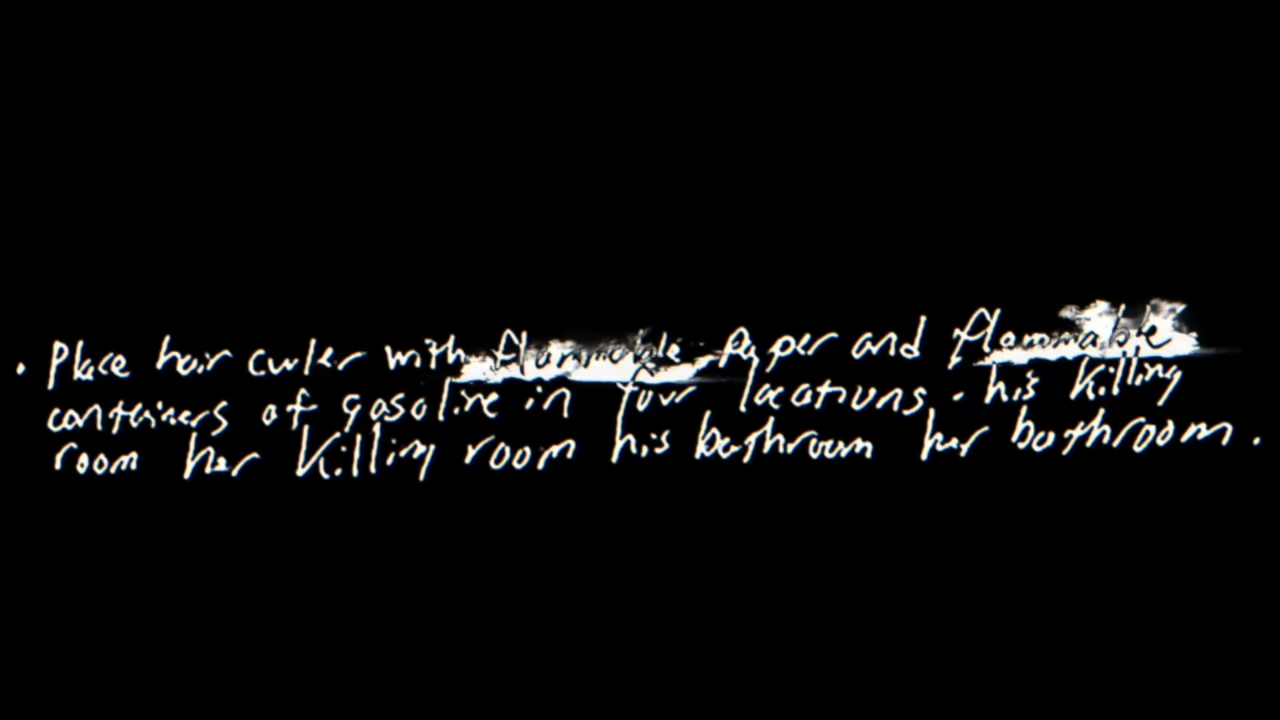 . Place hair curler with flammable paper and flammable
containers of gasoline in four locations. - his killing
room her killing room his bathroom her bathroom.